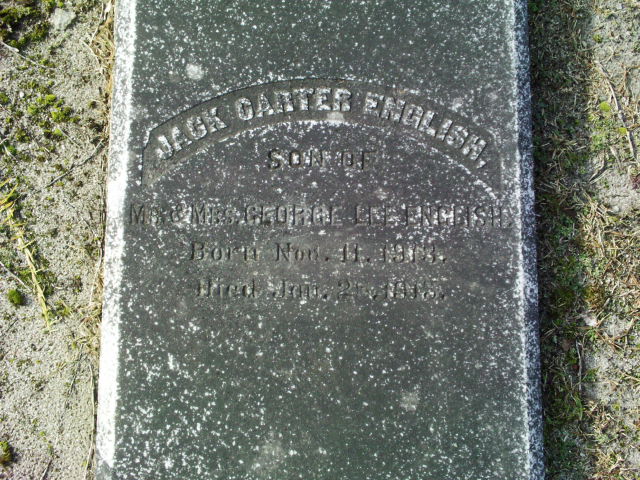 JACK CARTER ENGLISH,
SON OF
MR. & MRS. GEORGE LEE ENGLISH.
Born Nov. 11, 1913.
Died Jan.